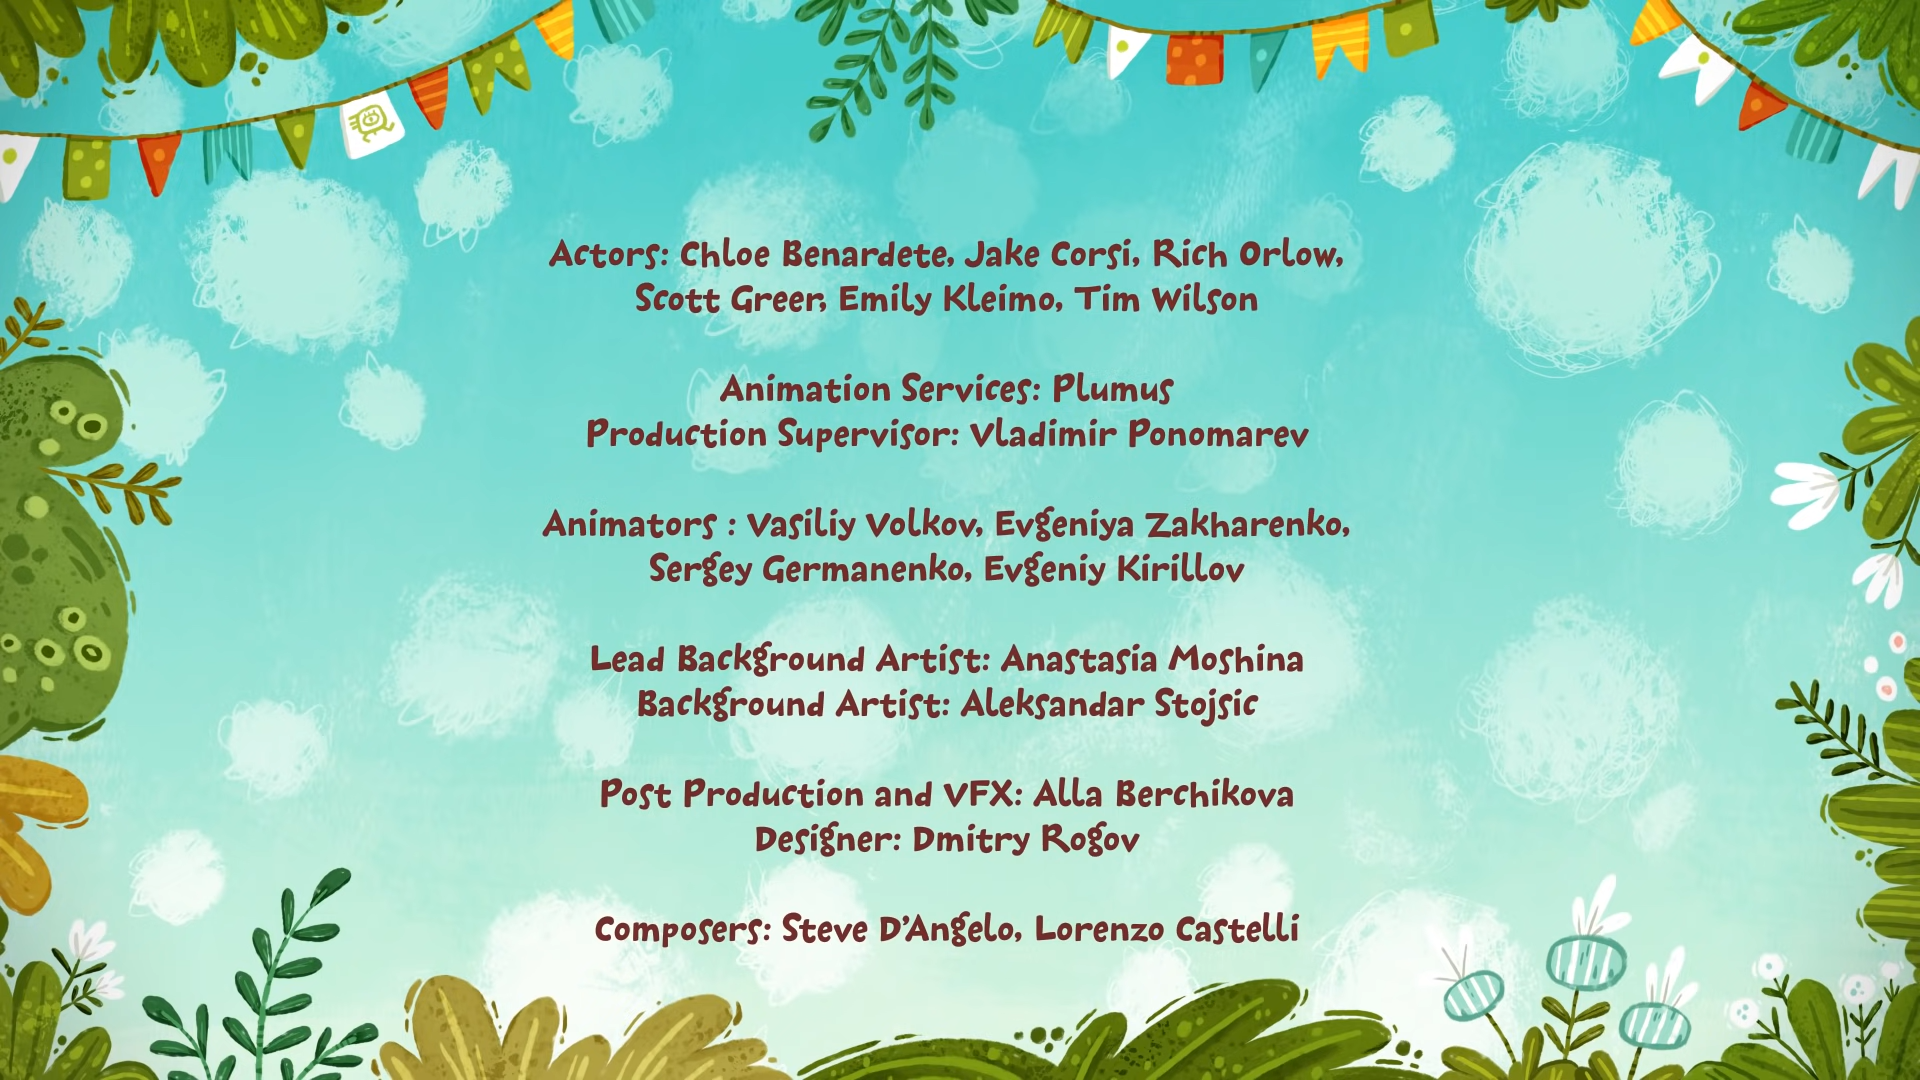 Actors: Chloe Benardete, Jake Corsi, Rich Orlow,
Scott Greer, Emily Kleimo, Tim Wilson
Animation Services: Plumus
Production Supervisor: Vladimir Ponomarev
Animators : Vasiliy Volkov, Evgeniya Zakharenko,
Sergey Germanenko, Evgeniy Kirillov
Lead Background Artist: Anastasia Moshina
Background Artist: Aleksandar Stojsic
Post Production and VFX: Alla Berchikova
Designer: Dmitry Rogov
Composers: Steve D’Angelo, Lorenzo Castelli